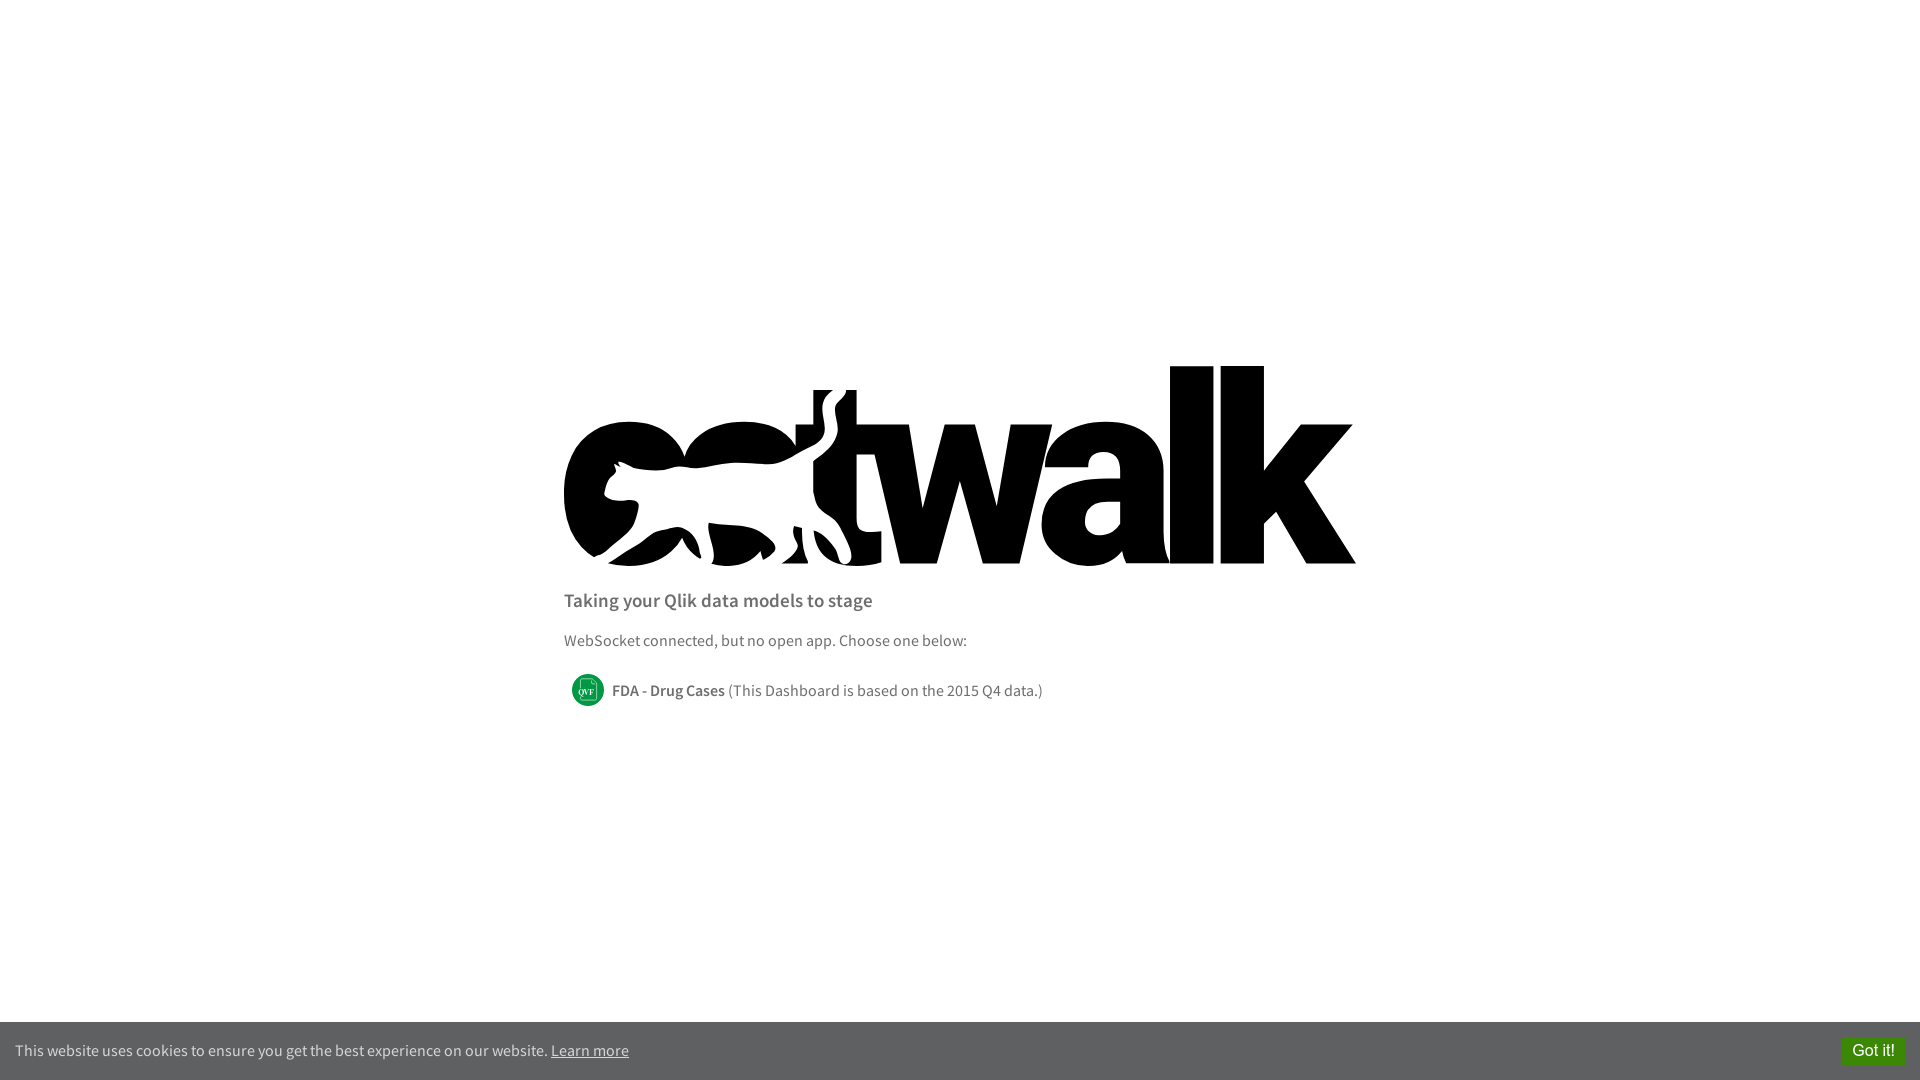 catwalk
Taking your Qlik data models to stage
WebSocket connected, but no open app. Choose one below:
QVF
FDA - Drug Cases (This Dashboard is based on the 2015 Q4 data.)
This website uses cookies to ensure you get the best experience on our website. Learn more
Got it!